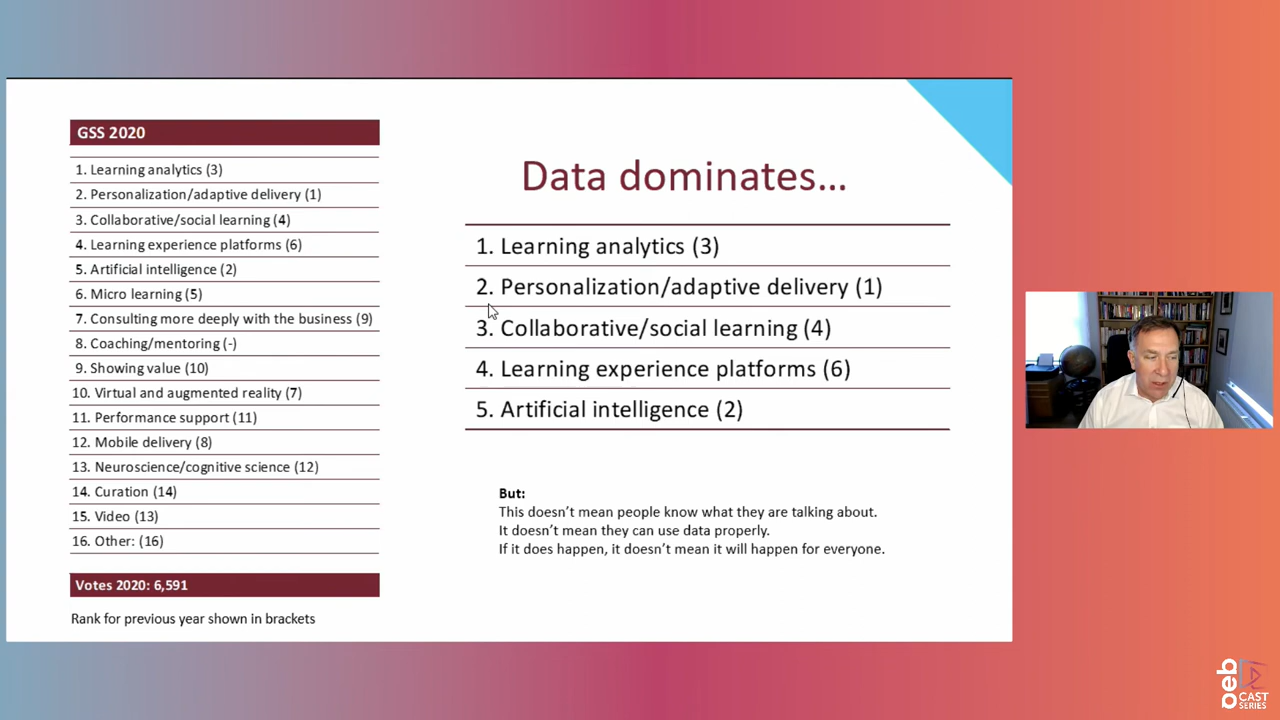 GSS 2020
1. Learning analytics (3)
2. Personalization/adaptive delivery (1)
3. Collaborative/social learning (4)
4. Learning experience platforms (6)
5. Artificial intelligence (2)
6. Micro learning (5)
7. Consulting more deeply with the business (9)
8. Coaching/mentoring (-)
9. Showing value (10)
10. Virtual and augmented reality (7)
11. Performance support (11)
12. Mobile delivery (8)
13. Neuroscience/cognitive science (12)
14. Curation (14)
15. Video (13)
16. Other: (16)
Votes 2020: 6,591
Rank for previous year shown in brackets
Data dominates...
1. Learning analytics (3)
2. Personalization/adaptive delivery (1)
3. Collaborative/social learning (4)
4. Learning experience platforms (6)
5. Artificial intelligence (2)
But:
This doesn't mean people know what they are talking about.
It doesn't mean they can use data properly.
If it does happen, it doesn't mean it will happen for everyone.
oeb
CAST
SERIES